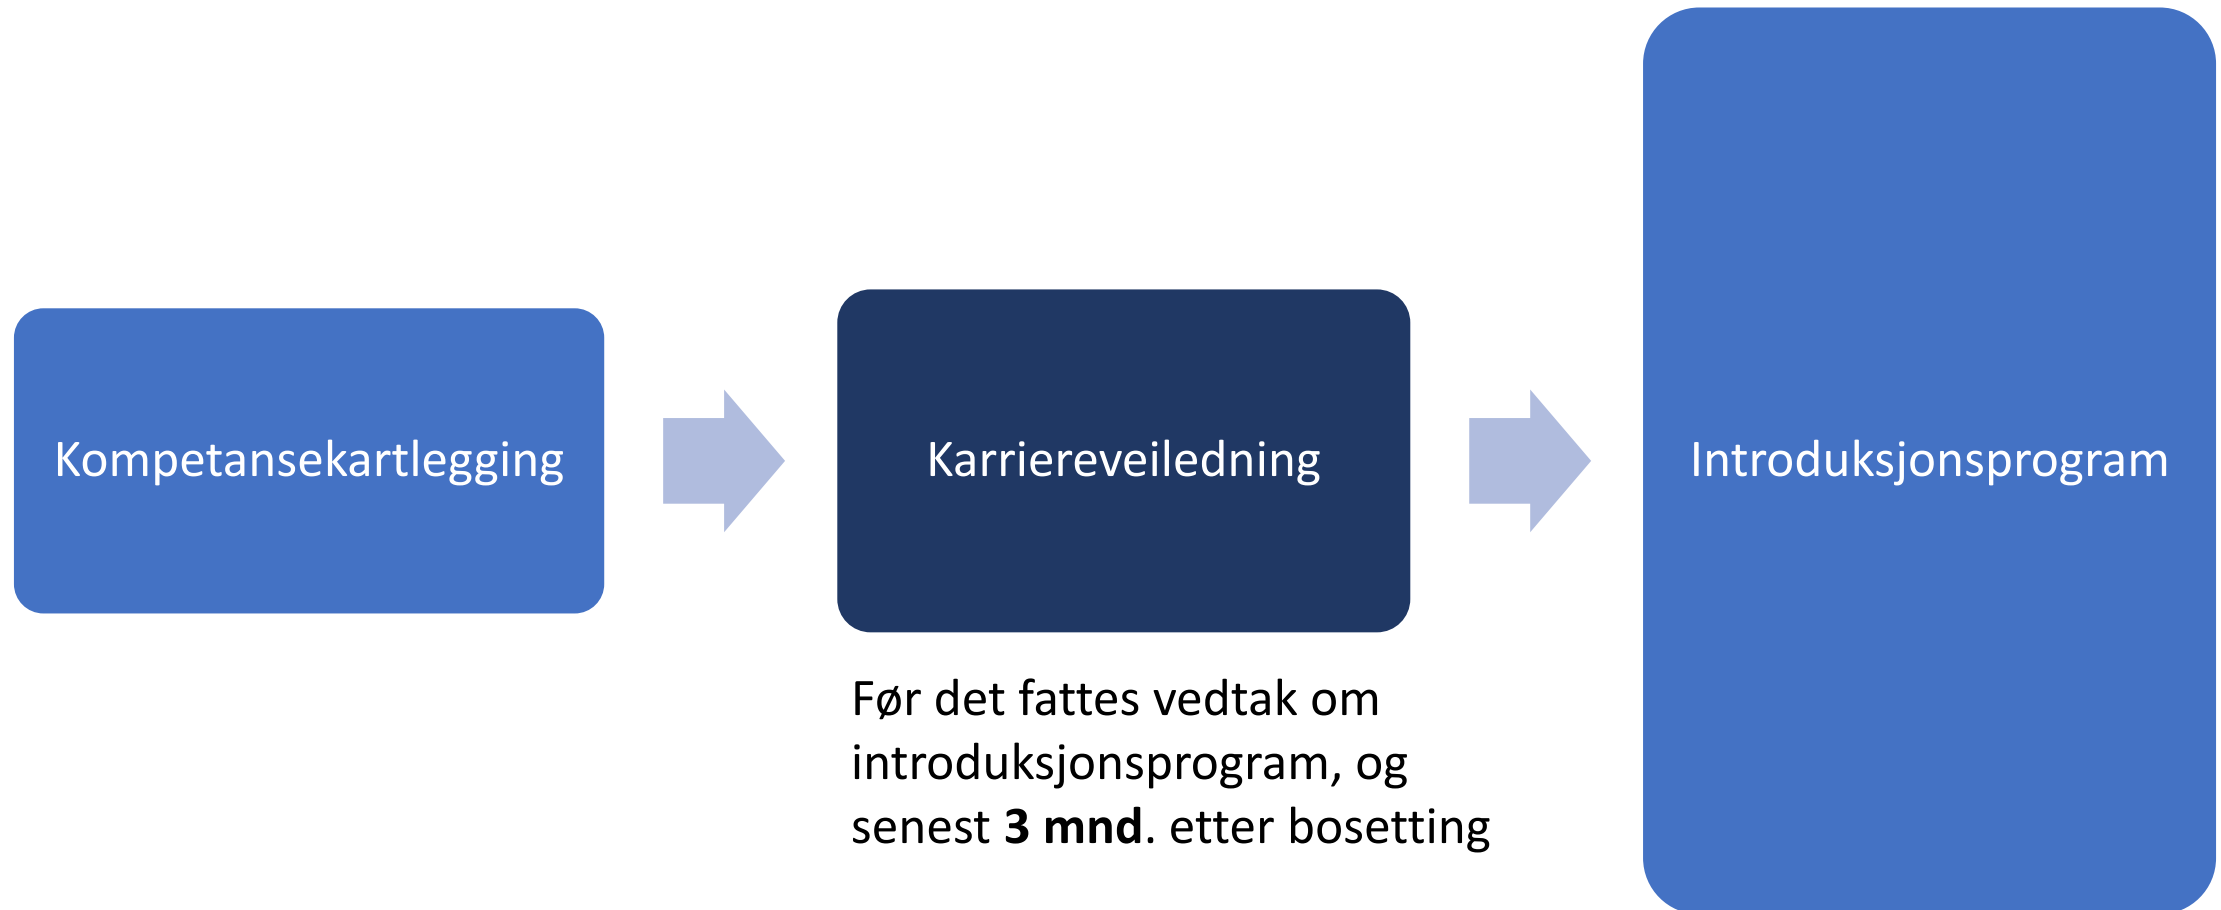 Kompetansekartlegging
Karriereveiledning
Før det fattes vedtak om
introduksjonsprogram, og
senest 3 mnd. etter bosetting
Introduksjonsprogram